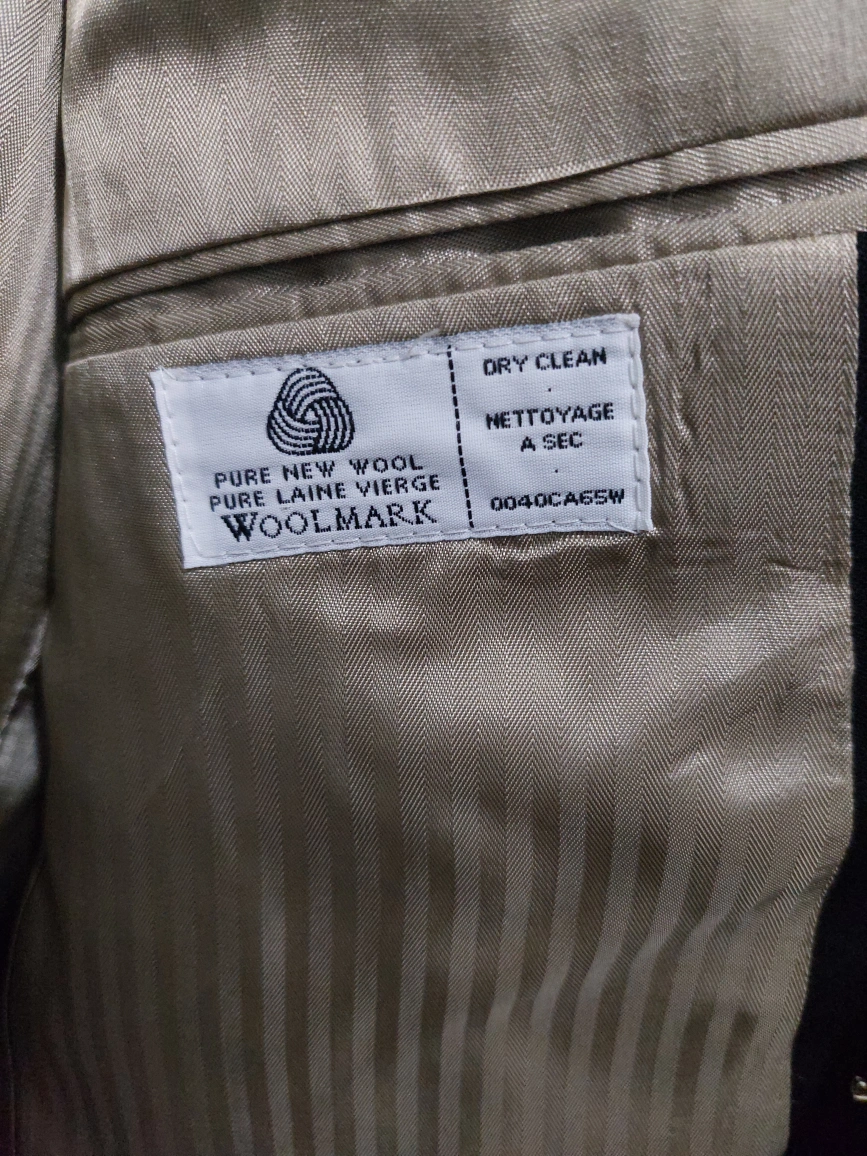 PURE NEW WOOL
PURE LAINE VIERGE
WOOLMARK
DRY CLEAN
NETTOYAGE
A SEC
0040CA65W